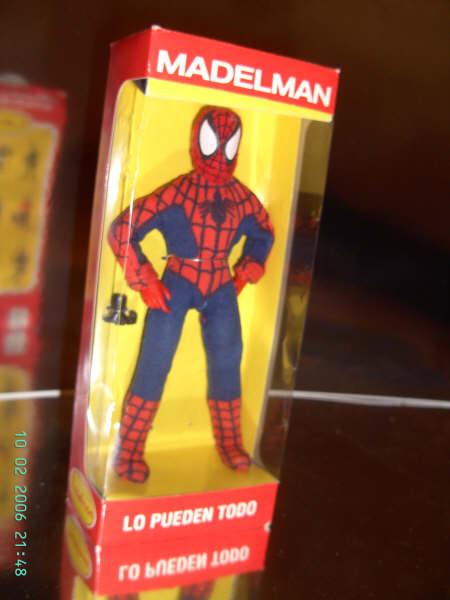 MADELMAN
LO PUEDEN TODO
LO PUEDEN TODO
10 02 2006 21:48